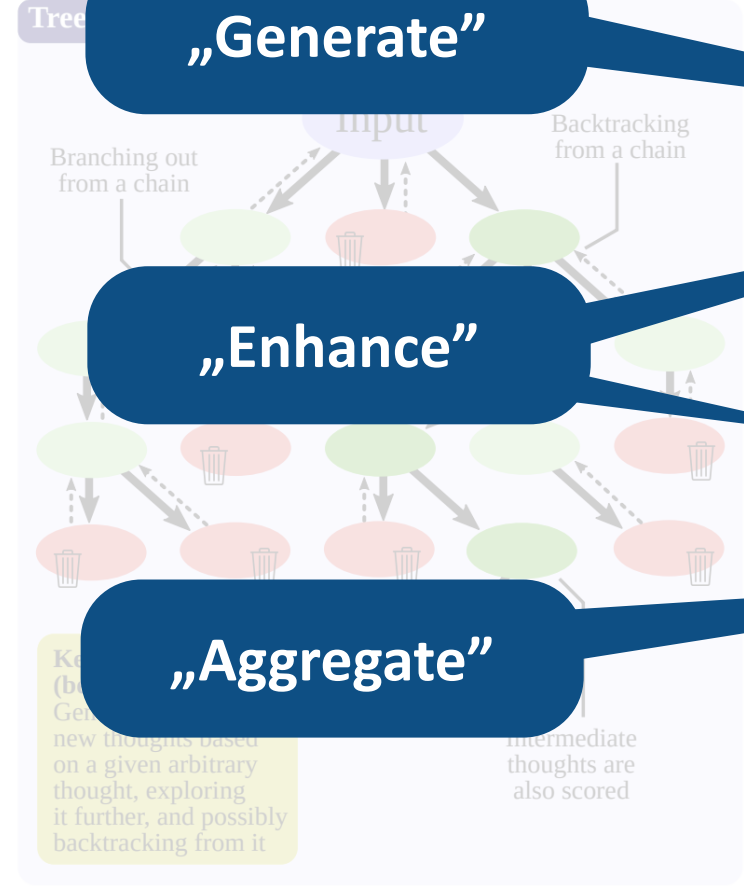 Tree
„Generate”
Input
Backtracking
from a chain
Branching out
from a chain
„Enhance”
„Aggregate”
new thoughts based
on a given arbitrary
thought, exploring
it further, and possibly
backtracking from it
Intermediate
thoughts are
also scored